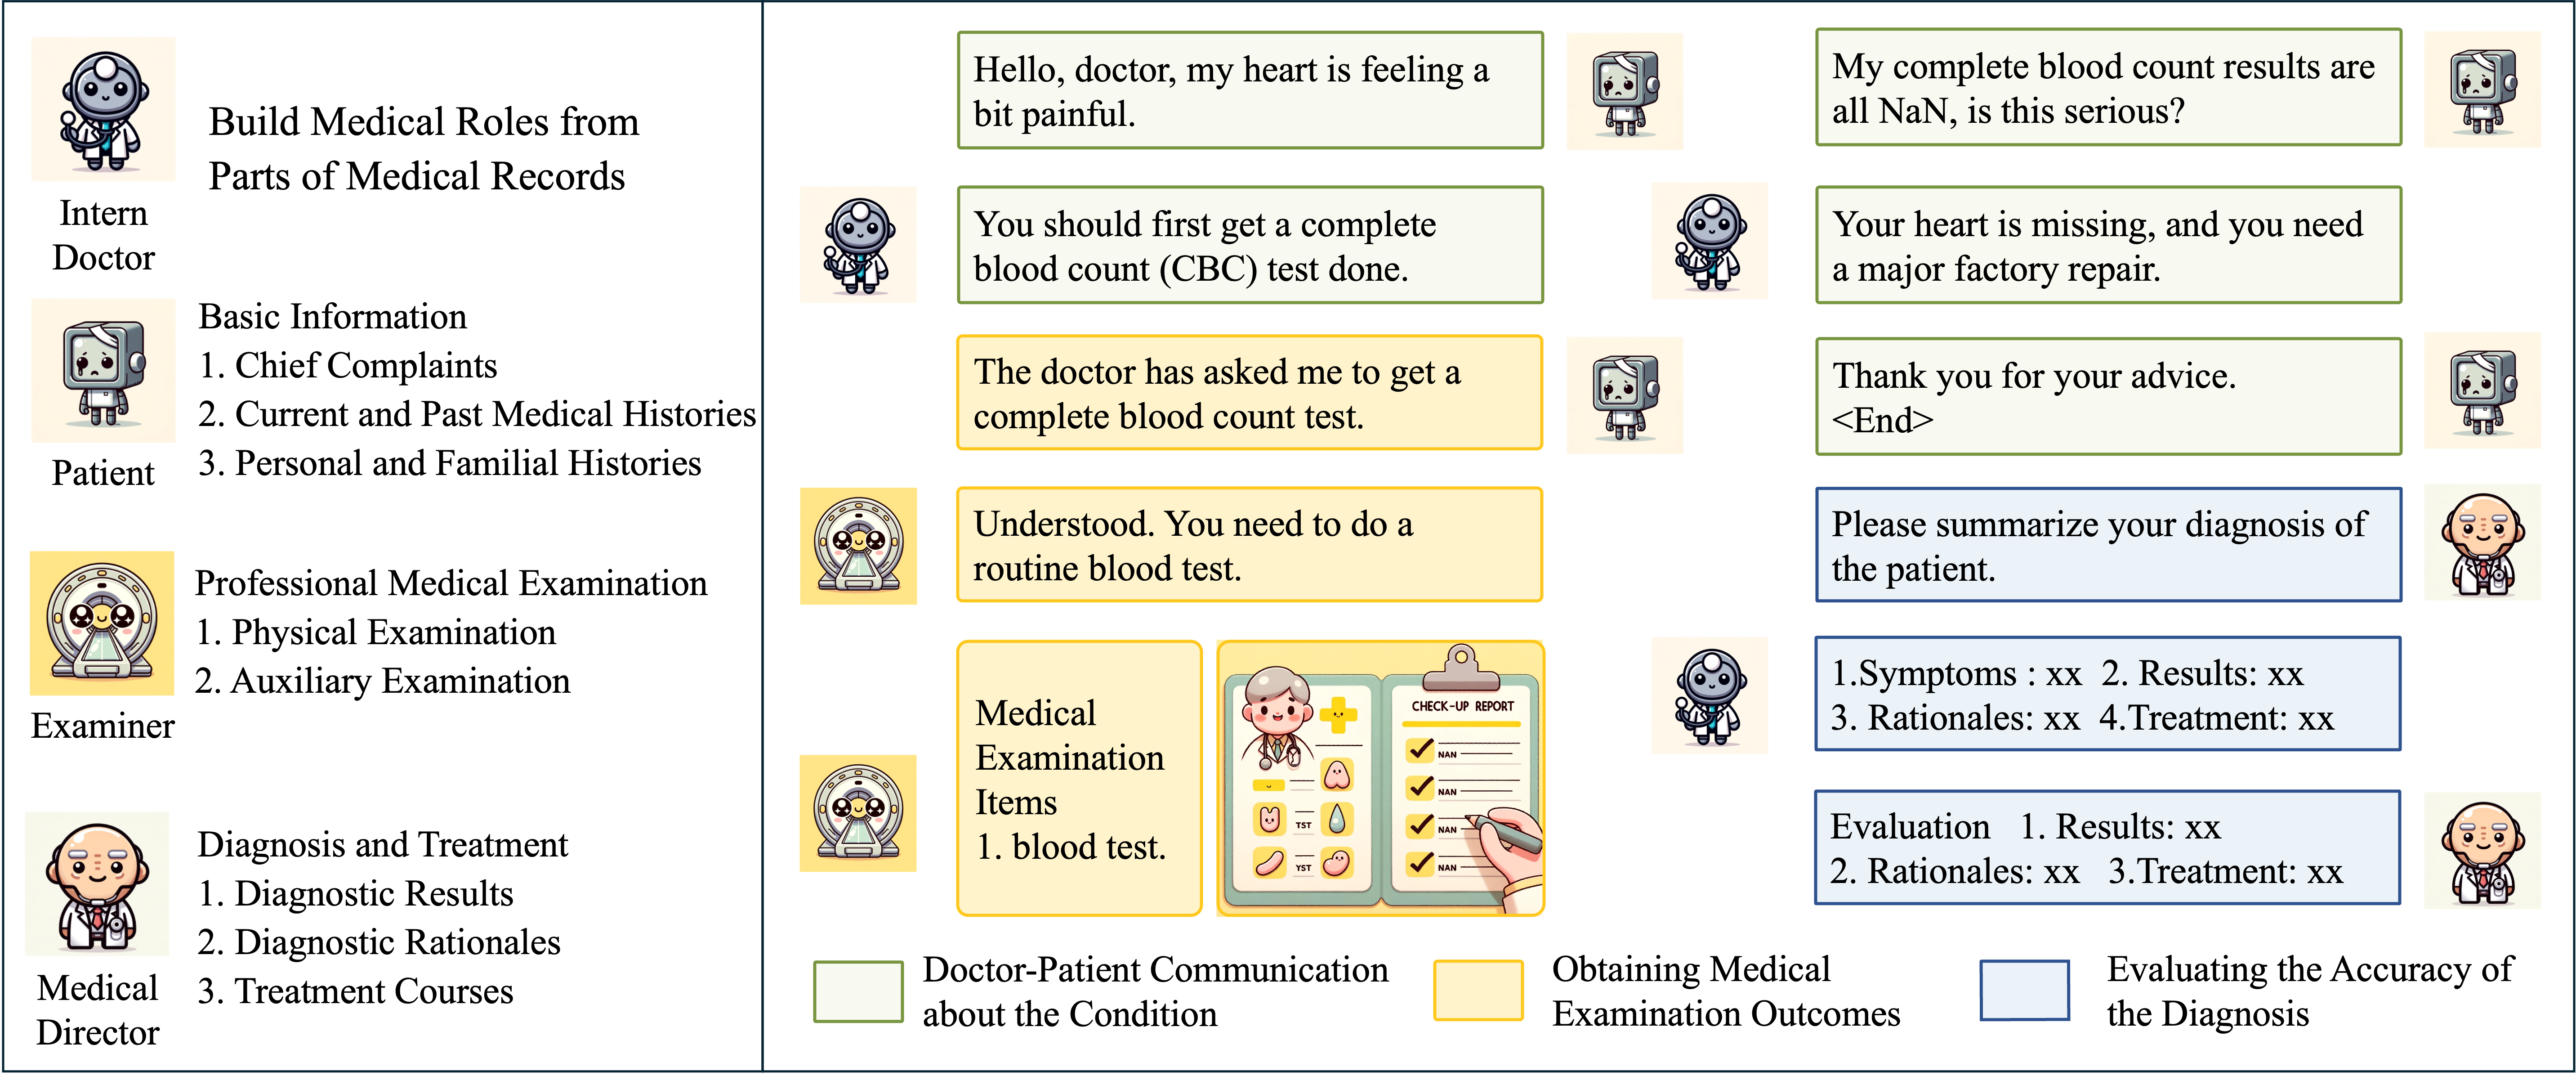 Build Medical Roles from
Parts of Medical Records
Intern
Doctor
Basic Information
1. Chief Complaints
2. Current and Past Medical Histories
3. Personal and Familial Histories
Patient
Professional Medical Examination
1. Physical Examination
2. Auxiliary Examination
Examiner
Diagnosis and Treatment
1. Diagnostic Results
2. Diagnostic Rationales
3. Treatment Courses
Medical
Director
Hello, doctor, my heart is feeling a
bit painful.
You should first get a complete
blood count (CBC) test done.
The doctor has asked me to get a
complete blood count test.
Understood. You need to do a
routine blood test.
Medical
Examination
Items
1. blood test.
TST
YST
CHECK-UP REPORT
NAN
NAN
NAN
NAN
My complete blood count results are
all NaN, is this serious?
Your heart is missing, and you need
a major factory repair.
Thank you for your advice.
<End>
Please summarize your diagnosis of
the patient.
1.Symptoms : xx  2. Results: xx
3. Rationales: xx  4.Treatment: xx
Evaluation   1. Results: xx
2. Rationales: xx   3.Treatment: xx
Doctor-Patient Communication
about the Condition
Obtaining Medical
Examination Outcomes
Evaluating the Accuracy of
the Diagnosis